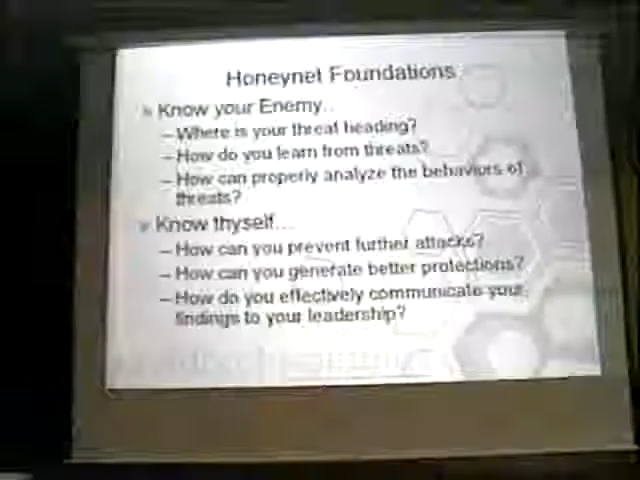 Honeynet Foundations
» Know your Enemy...
– Where is your threat heading?
– How do you learn from threats?
– How can properly analyze the behaviors of
threats?
» Know thyself...
– How can you prevent further attacks?
– How can you generate better protections?
– How do you effectively communicate your
findings to your leadership?